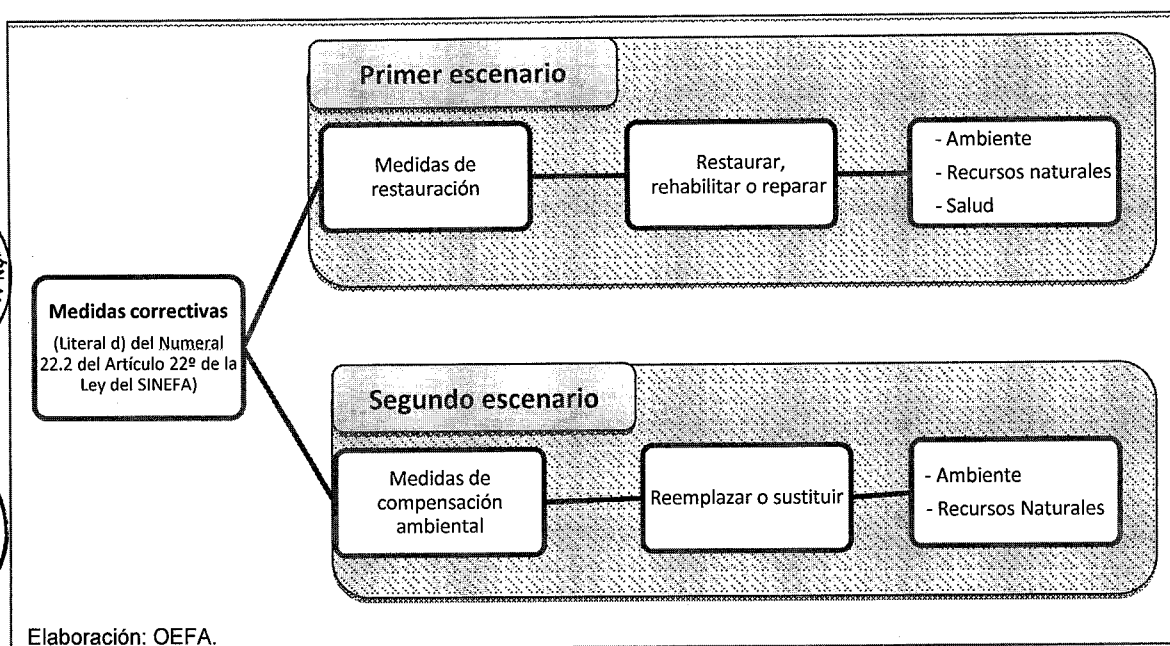 Primer escenario
Medidas de
restauración
Restaurar,
rehabilitar o reparar
- Ambiente
- Recursos naturales
- Salud
Medidas correctivas
(Literal d) del Numeral
22.2 del Artículo 22º de la
Ley del SINEFA)
Segundo escenario
Medidas de
compensación
ambiental
Reemplazar o sustituir
- Ambiente
- Recursos Naturales
Elaboración: OEFA.